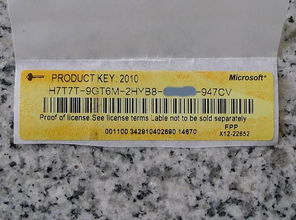 PRODUCT KEY: 2010 Microsoft
H7T7T-9GT6M-2HYB8- -947CV
Proof of license.See license terms Lable not to be sold separately
001100 342910402690 14670 FPP
X12-22652